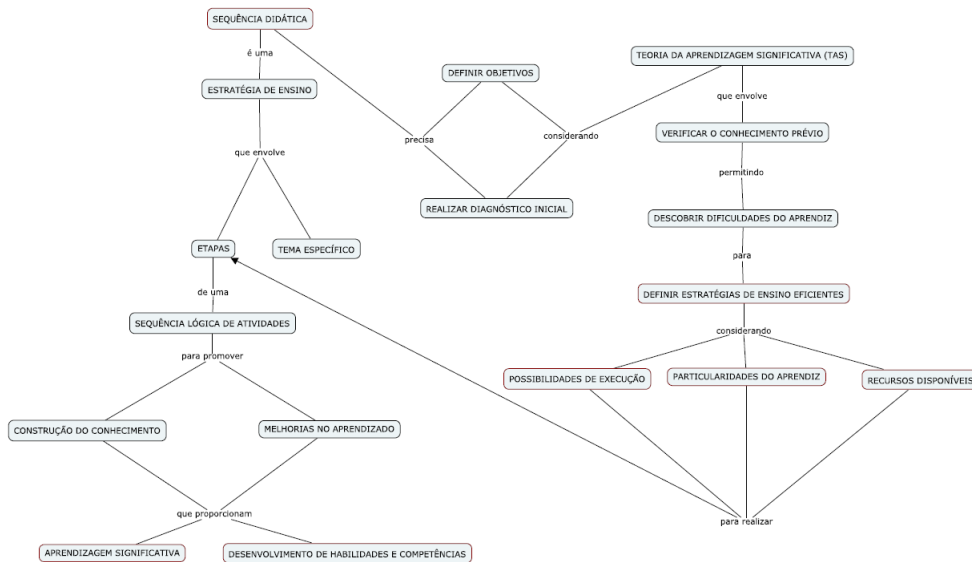 SEQUÊNCIA DIDÁTICA
é uma
ESTRATÉGIA DE ENSINO
que envolve
ETAPAS
TEMA ESPECÍFICO
de uma
SEQUÊNCIA LÓGICA DE ATIVIDADES
para promover
CONSTRUÇÃO DO CONHECIMENTO
MELHORIAS NO APRENDIZADO
que proporcionam
APRENDIZAGEM SIGNIFICATIVA
DESENVOLVIMENTO DE HABILIDADES E COMPETÊNCIAS
precisa
DEFINIR OBJETIVOS
REALIZAR DIAGNÓSTICO INICIAL
considerando
TEORIA DA APRENDIZAGEM SIGNIFICATIVA (TAS)
que envolve
VERIFICAR O CONHECIMENTO PRÉVIO
permitindo
DESCOBRIR DIFICULDADES DO APRENDIZ
para
DEFINIR ESTRATÉGIAS DE ENSINO EFICIENTES
considerando
POSSIBILIDADES DE EXECUÇÃO
PARTICULARIDADES DO APRENDIZ
RECURSOS DISPONÍVEIS
para realizar